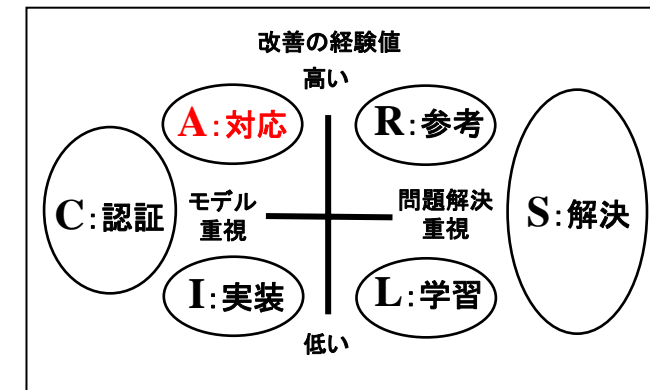 改善の経験値
高い
A:対応
R:参考
C:認証
モデル
重視
問題解決
重視
S:解決
I:実装
L:学習
低い